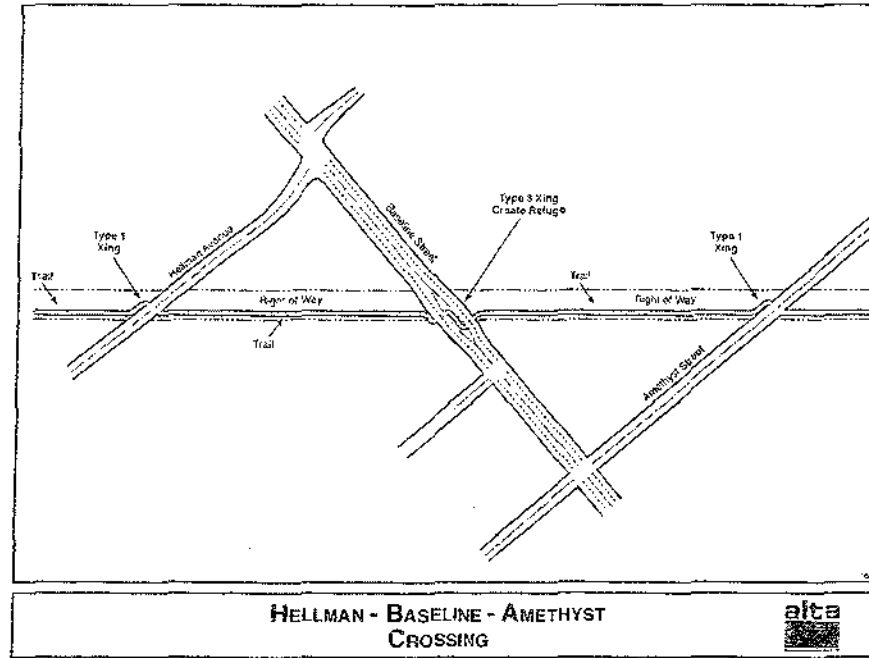 Type 3 Xing
Create Refuge
Type 1
Xing
Hellman Avenue
Baseline Street
Type 1
Xing
Trail
Trail
Right of Way
Right of Way
Trail
Amethyst Street
HELLMAN - BASELINE - AMETHYST
CROSSING
alta